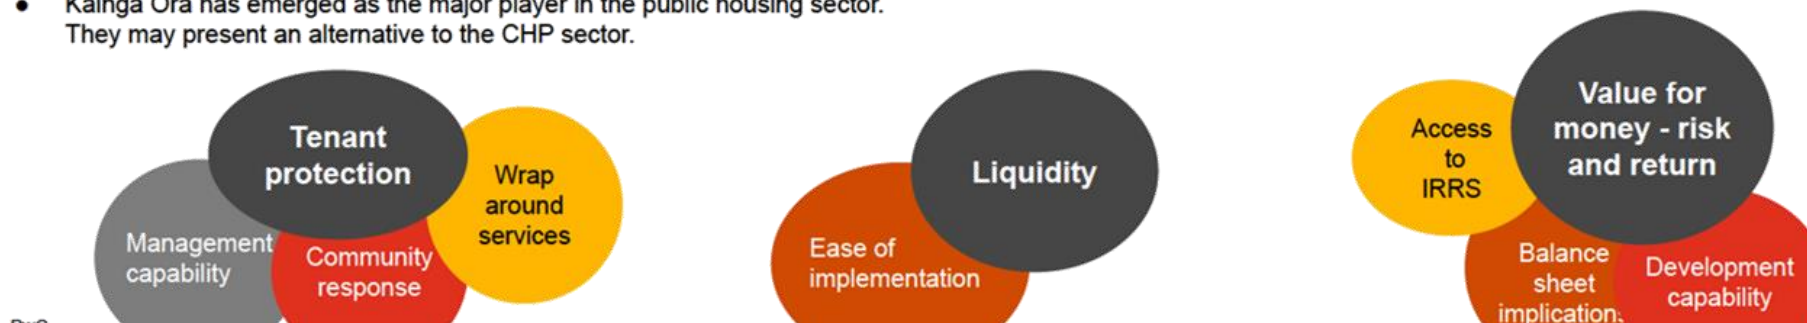 ● Kainga Ora has emerged as the major player in the public housing sector.
They may present an alternative to the CHP sector.
Tenant
protection
Wrap
around
services
Management
capability
Community
response
Liquidity
Ease of
implementation
Value for
money - risk
and return
Access
to
IRRS
Balance
sheet
implication
Development
capability
PwC